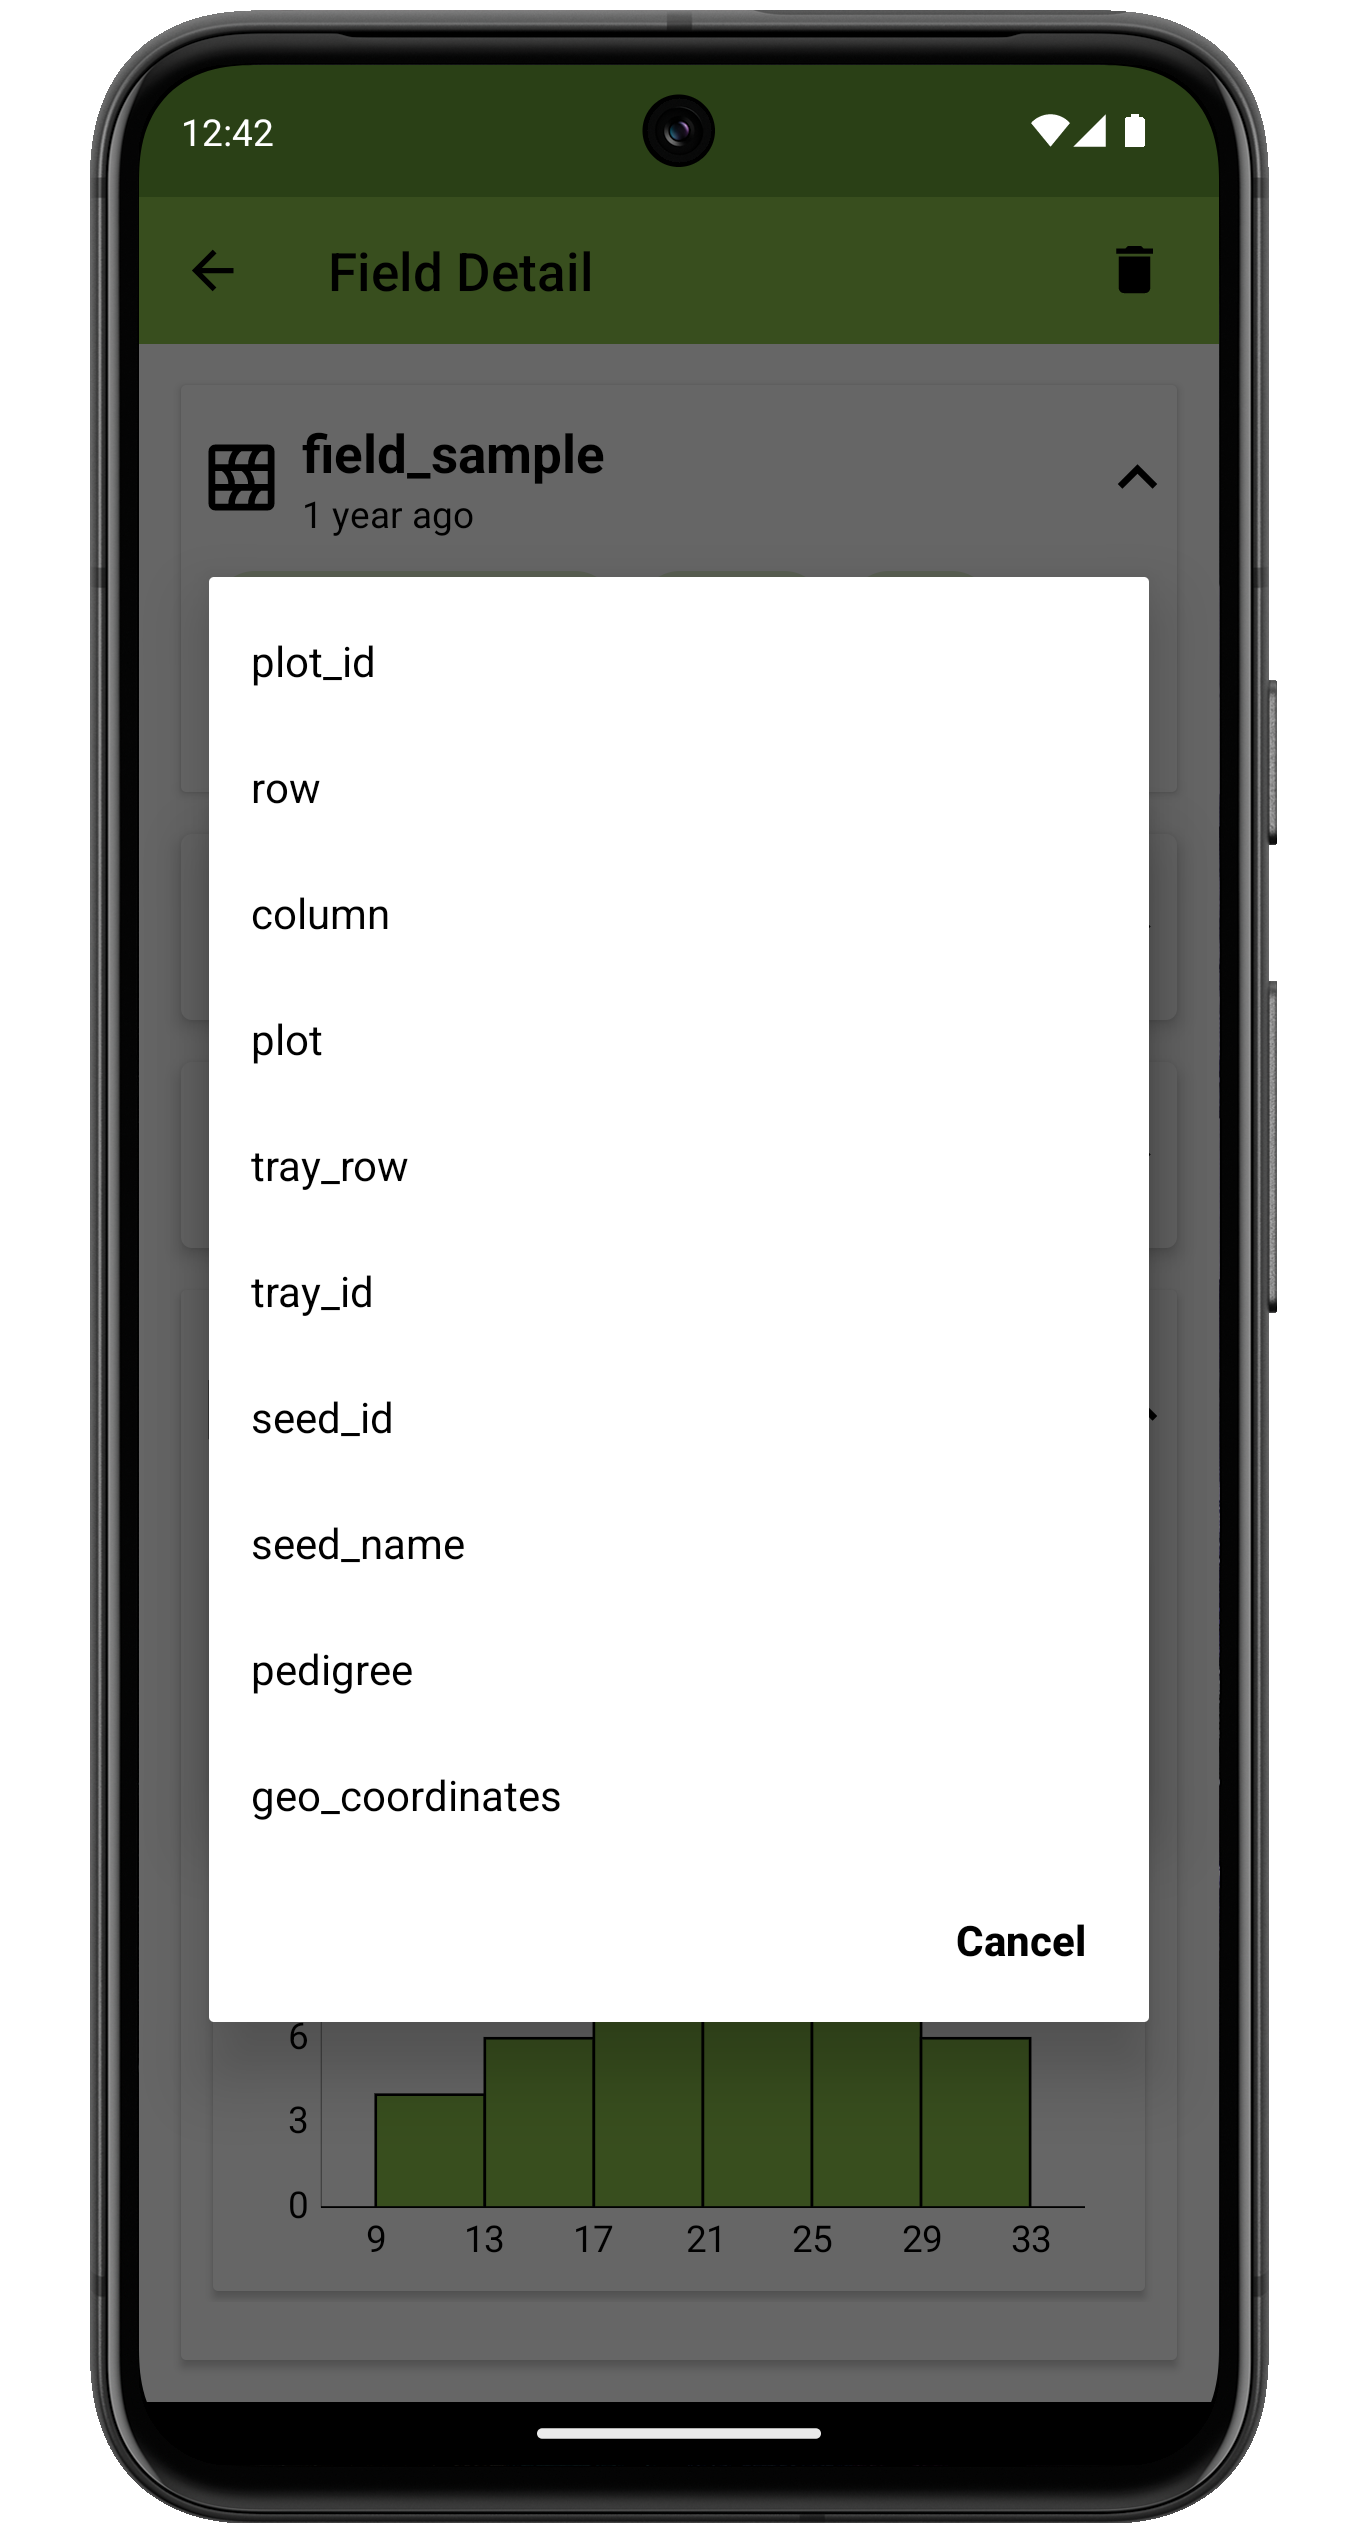 12:42
Field Detail
field_sample
1 year ago
plot_id
row
column
plot
tray_row
tray_id
seed_id
seed_name
pedigree
geo_coordinates
Cancel
6
3
0
9 13 17 21 25 29 33